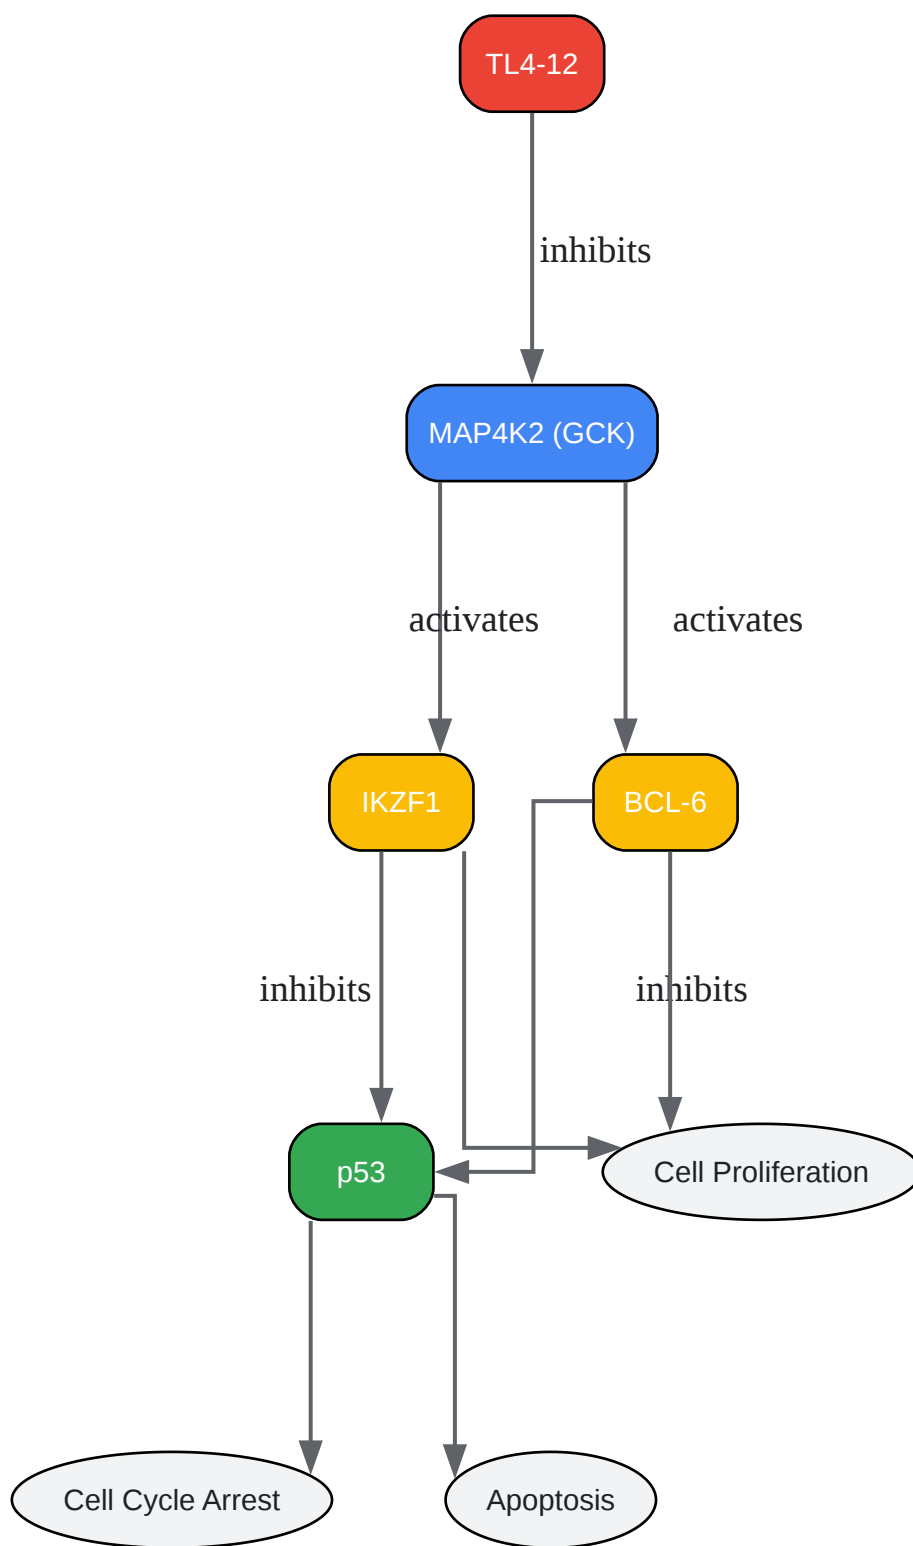 TL4-12
inhibits
MAP4K2 (GCK)
activates
activates
IKZF1
BCL-6
inhibits
inhibits
p53
Cell Proliferation
Cell Cycle Arrest
Apoptosis